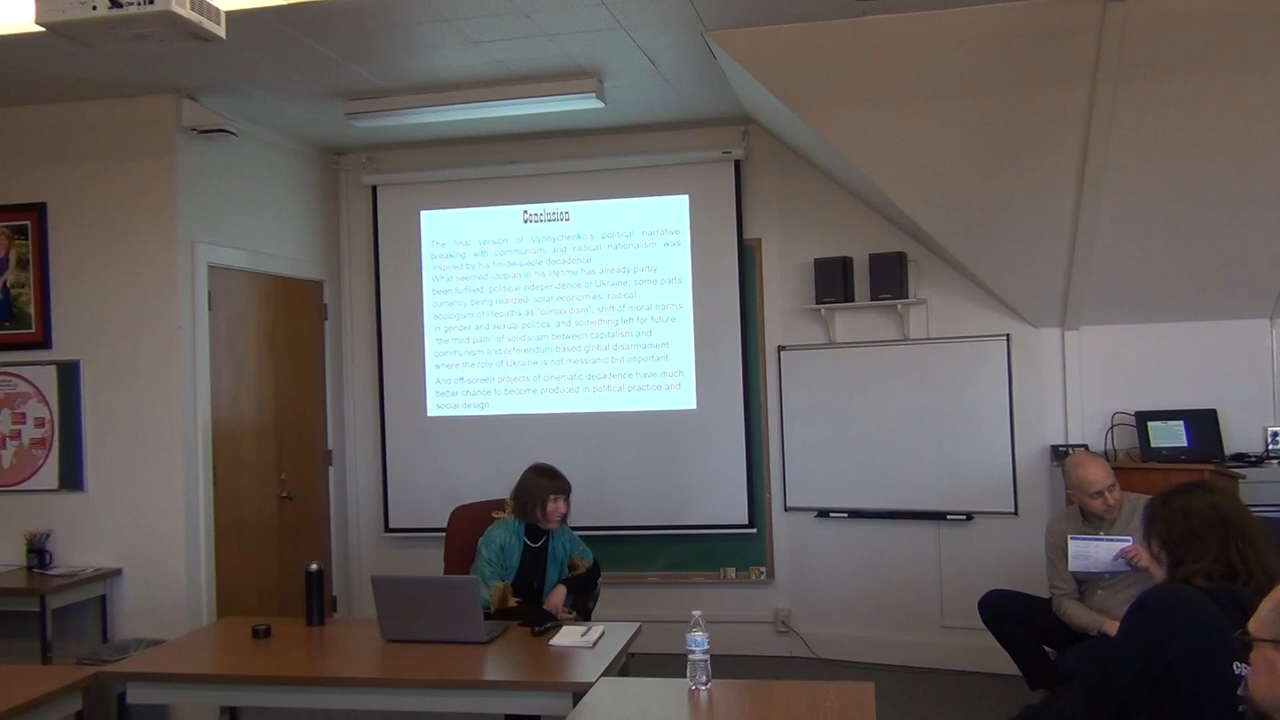 Conclusion
The final version of Vynnychenko's political narrative
breaking with communism and radical nationalism was
inspired by his fin-de-siècle decadence.
What seemed utopian in his lifetime has already partly
been fulfilled: political independence of Ukraine; some parts
currently being realized: solar economies, radical
ecologism of lifepaths as "concordism", shift of moral norms
in gender and sexual politics; and something left for future:
"the third path" of solidarism between capitalism and
communism and referendum-based global disarmament
where the role of Ukraine is not messianic but important.
And off-screen projects of cinematic decadence have much
better chance to become produced in political practice and
social design